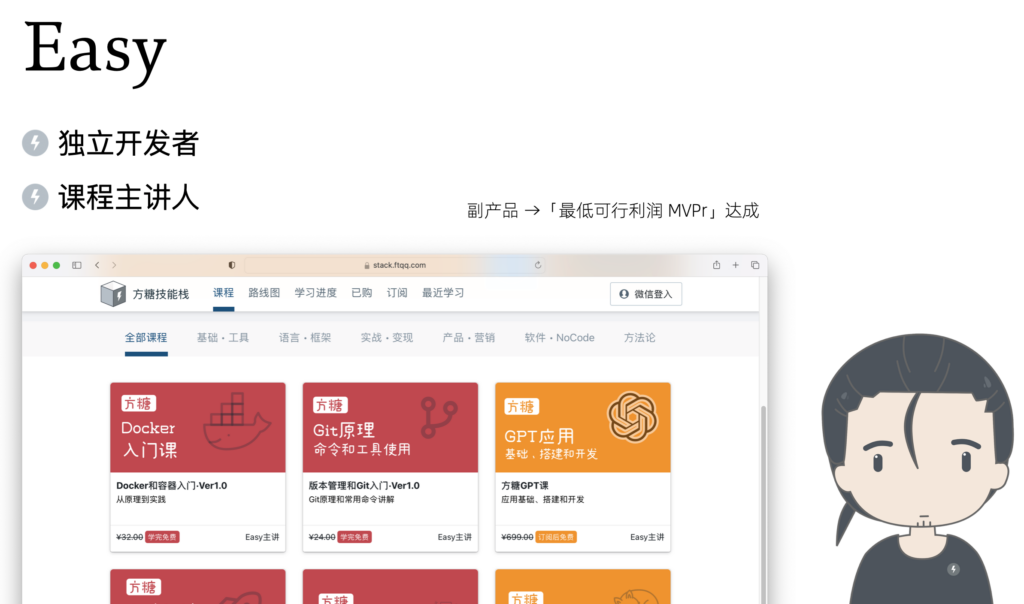 Easy
独立开发者
课程主讲人
副产品 →「最低可行利润 MVPr」达成
stack.ftqq.com
方糖技能栈 课程 路线图 学习进度 已购 订阅 最近学习 微信登入
全部课程 基础・工具 语言・框架 实战・变现 产品・营销 软件・NoCode 方法论
方糖
Docker
入门课
Docker和容器入门·Ver1.0
从原理到实践
¥32.00 学完免费 Easy主讲
方糖
Git原理
命令和工具使用
版本管理和Git入门·Ver1.0
Git原理和常用命令讲解
¥24.00 学完免费 Easy主讲
方糖
GPT应用
基础．搭建和开发
方糖GPT课
应用基础、搭建和开发
¥699.00 订阅后免费 Easy主讲
方糖
方糖
方糖